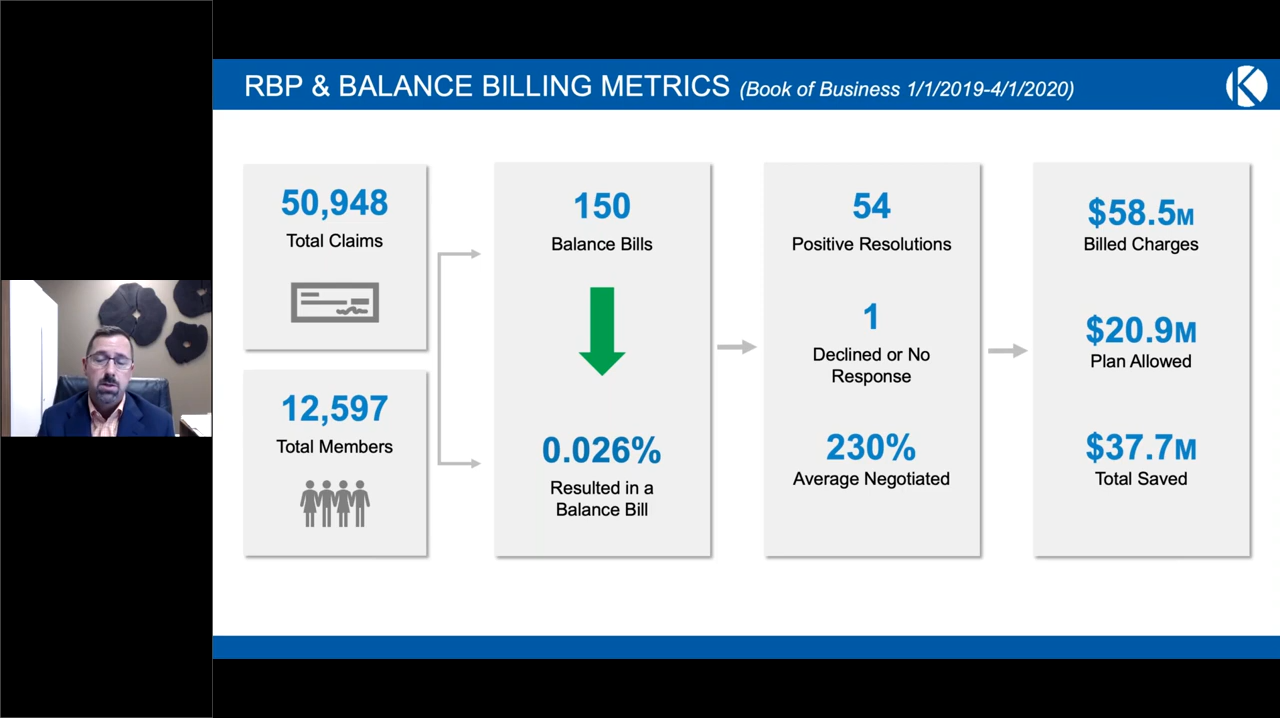 RBP & BALANCE BILLING METRICS (Book of Business 1/1/2019-4/1/2020)
50,948
Total Claims
12,597
Total Members
150
Balance Bills
0.026%
Resulted in a
Balance Bill
54
Positive Resolutions
1
Declined or No
Response
230%
Average Negotiated
$58.5M
Billed Charges
$20.9M
Plan Allowed
$37.7M
Total Saved